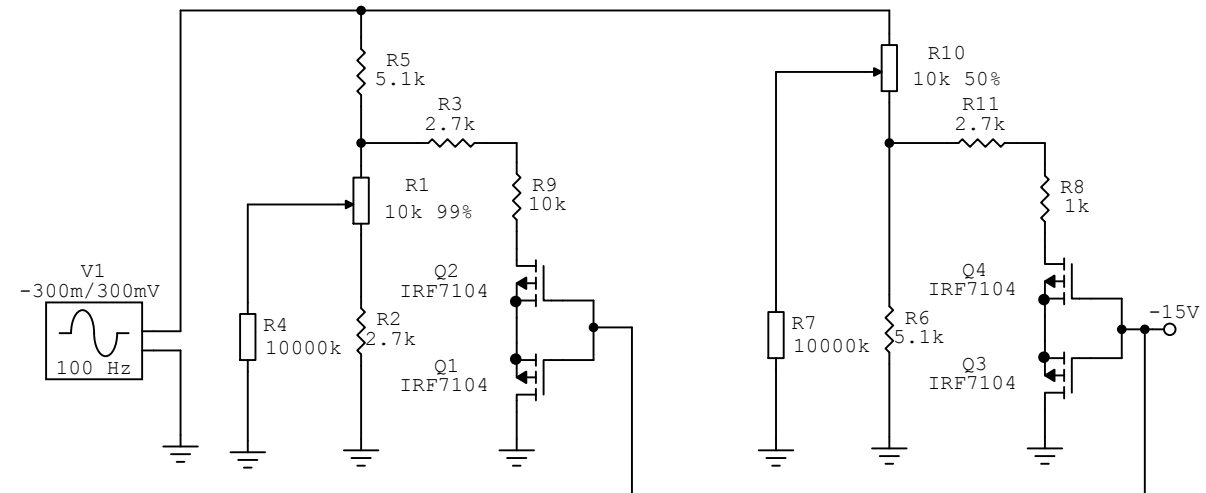 R5
5.1k
R3
2.7k
R1
10k 99%
R9
10k
V1
-300m/300mV
100 Hz
R4
10000k
R2
2.7k
Q2
IRF7104
Q1
IRF7104
R10
10k 50%
R11
2.7k
R8
1k
R7
10000k
R6
5.1k
Q4
IRF7104
Q3
IRF7104
-15V